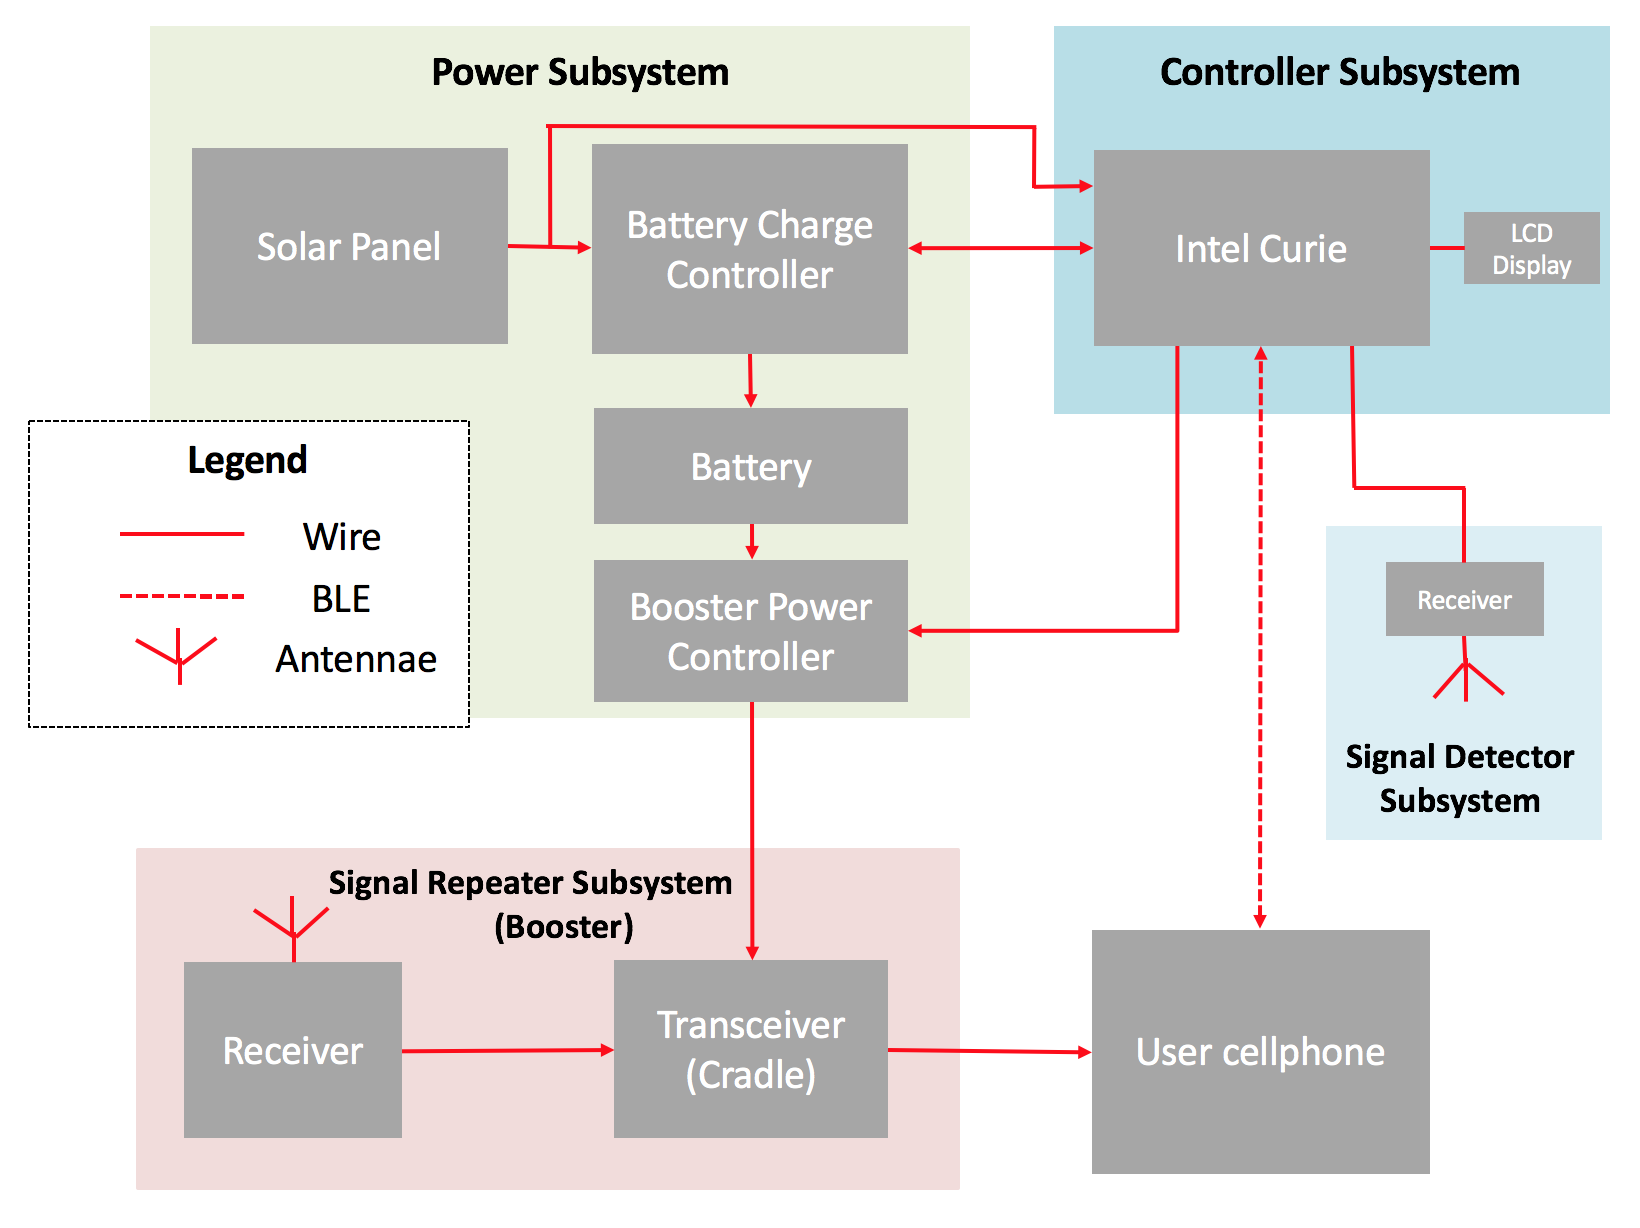 Power Subsystem
Controller Subsystem
Solar Panel
Battery Charge
Controller
Intel Curie
LCD
Display
Battery
Legend
Wire
BLE
Antennae
Booster Power
Controller
Receiver
Signal Detector
Subsystem
Signal Repeater Subsystem
(Booster)
Receiver
Transceiver
(Cradle)
User cellphone